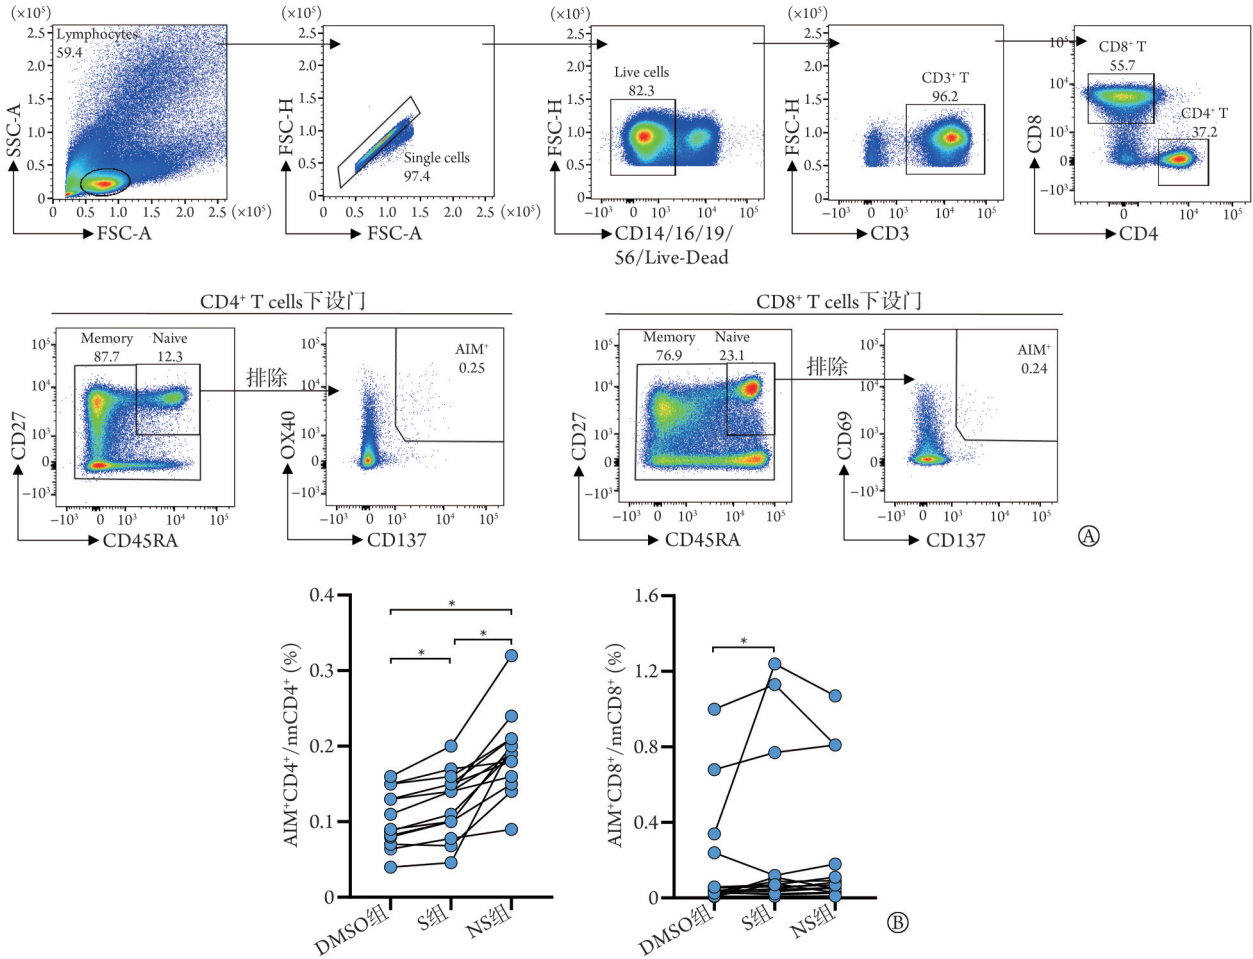 (×10⁵)
2.5
2.0
1.5
1.0
0.5
0
Lymphocytes
59.4
SSC-A
0 0.5 1.0 1.5 2.0 2.5 (×10⁵)
FSC-A
(×10⁵)
2.5
2.0
1.5
1.0
0.5
0
FSC-H
Single cells
97.4
0 0.5 1.0 1.5 2.0 2.5 (×10⁵)
FSC-A
(×10⁵)
2.5
2.0
1.5
1.0
0.5
0
FSC-H
Live cells
82.3
−10³ 0 10³ 10⁴ 10⁵
CD14/16/19/
56/Live-Dead
(×10⁵)
2.5
2.0
1.5
1.0
0.5
0
FSC-H
CD3⁺ T
96.2
−10³ 0 10³ 10⁴ 10⁵
CD3
10⁵
10⁴
10³
0
−10³
CD8
CD8⁺ T
55.7
CD4⁺ T
37.2
0 10⁴ 10⁵
CD4
CD4⁺ T cells下设门
10⁵
10⁴
10³
0
−10³
CD27
Memory Naive
87.7 12.3
−10³ 0 10³ 10⁴ 10⁵
CD45RA
排除
10⁵
10⁴
10³
0
−10³
OX40
AIM⁺
0.25
−10³ 0 10³ 10⁴ 10⁵
CD137
CD8⁺ T cells下设门
10⁵
10⁴
10³
0
−10³
CD27
Memory Naive
76.9 23.1
−10³ 0 10³ 10⁴ 10⁵
CD45RA
排除
10⁵
10⁴
10³
0
−10³
CD69
AIM⁺
0.24
−10³ 0 10³ 10⁴ 10⁵
CD137
Ⓐ
AIM⁺CD4⁺/nnCD4⁺ (%)
0.4
0.3
0.2
0.1
0
*
*
*
DMSO组 S组 NS组
AIM⁺CD8⁺/nnCD8⁺ (%)
1.6
1.2
0.8
0.4
0
*
DMSO组 S组 NS组
Ⓑ